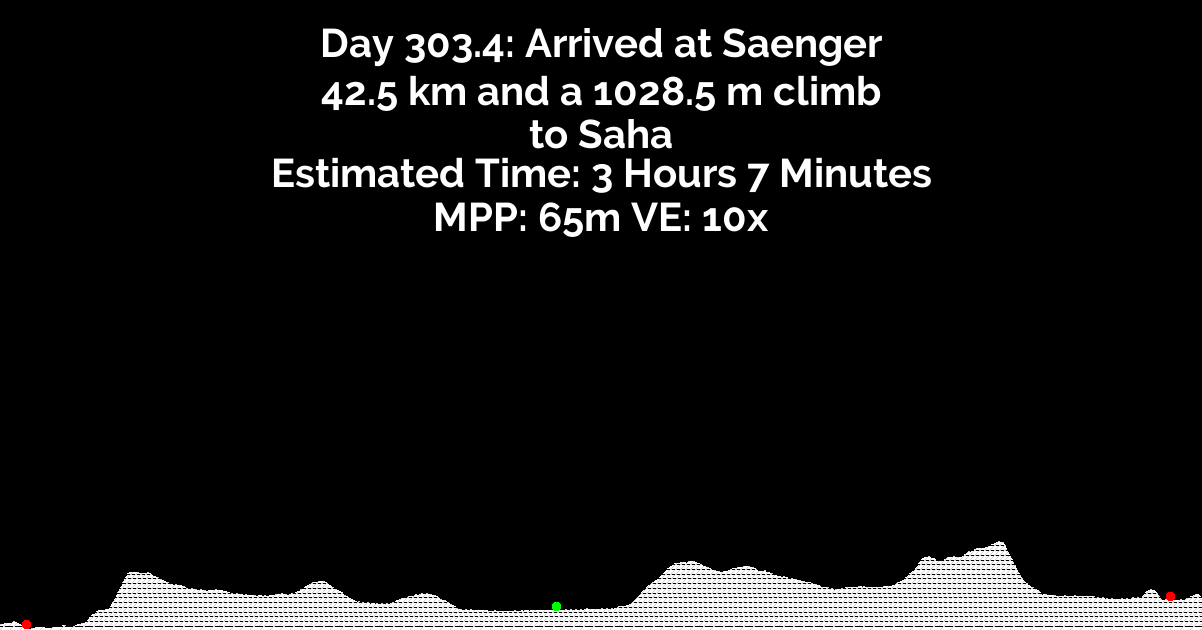 Day 303.4: Arrived at Saenger
42.5 km and a 1028.5 m climb
to Saha
Estimated Time: 3 Hours 7 Minutes
MPP: 65m VE: 10x